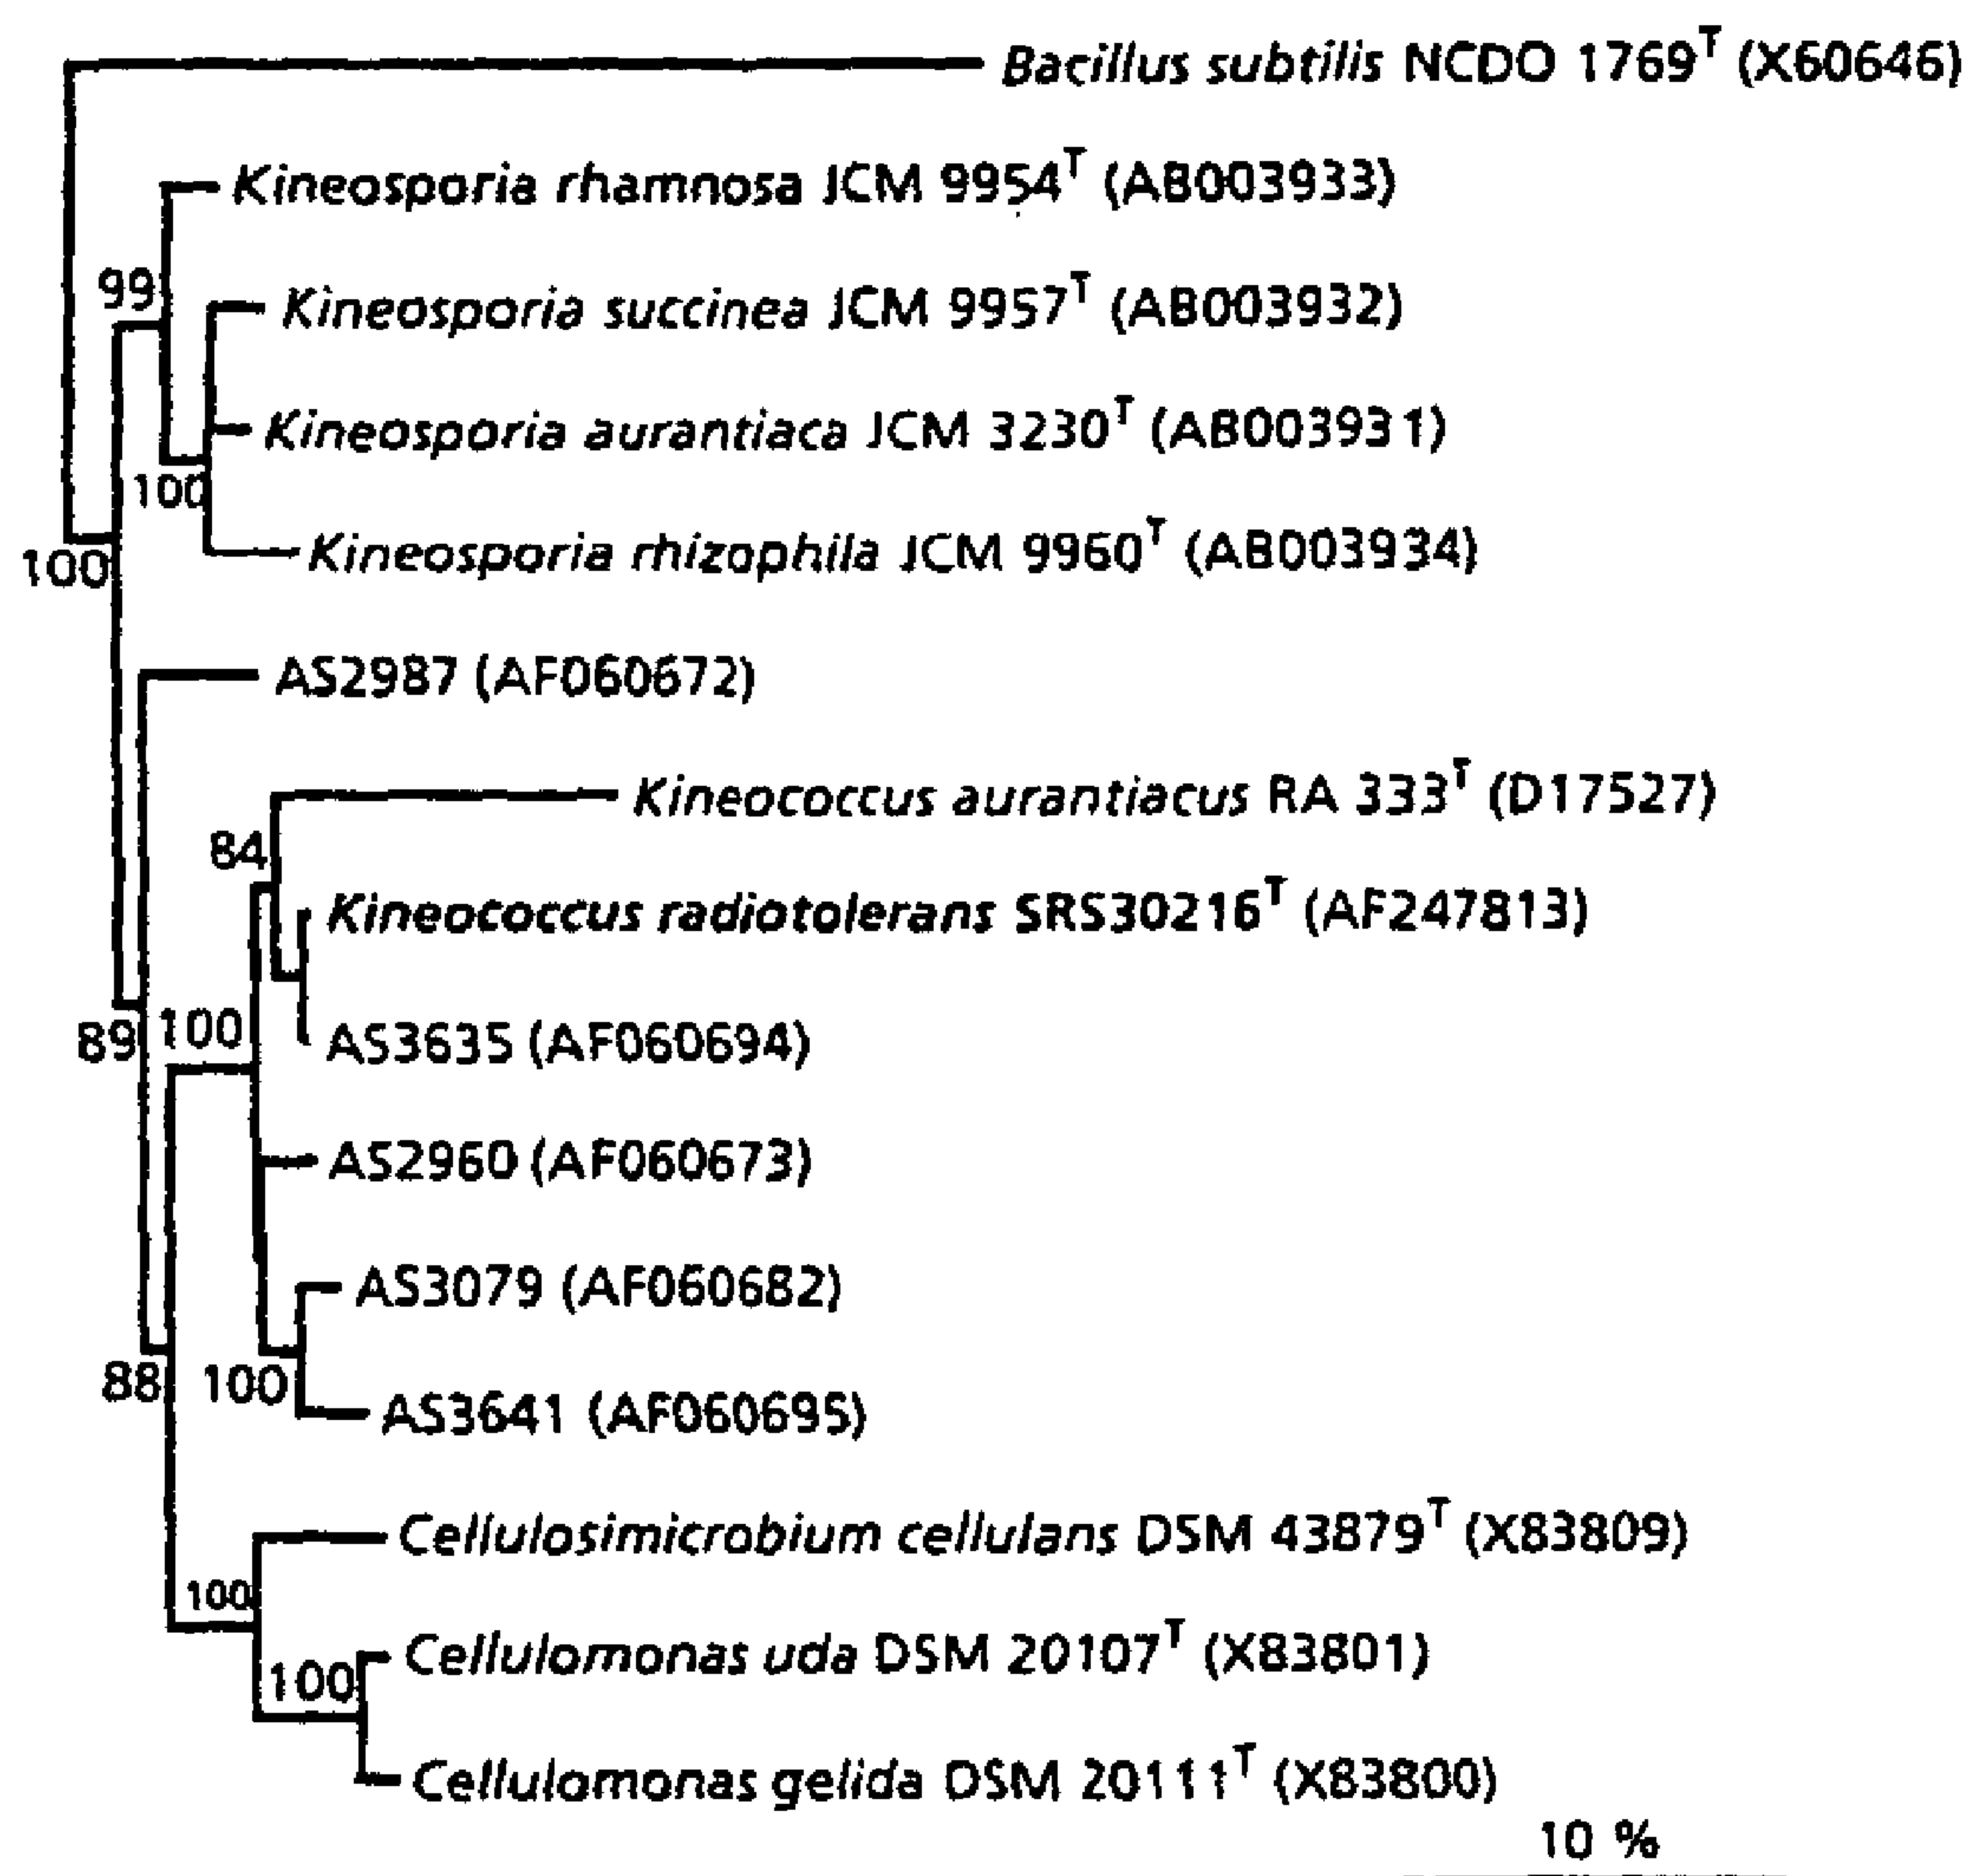 Bacillus subtilis NCDO 1769ᵀ (X60646)
Kineosporia rhamnosa JCM 9954ᵀ (AB003933)
99
Kineosporia succinea JCM 9957ᵀ (AB003932)
Kineosporia aurantiaca JCM 3230ᵀ (AB003931)
100
Kineosporia rhizophila JCM 9960ᵀ (AB003934)
100
AS2987 (AF060672)
Kineococcus aurantiacus RA 333ᵀ (D17527)
84
Kineococcus radiotolerans SRS30216ᵀ (AF247813)
100
89
AS3635 (AF060694)
AS2960 (AF060673)
AS3079 (AF060682)
88
100
AS3641 (AF060695)
Cellulosimicrobium cellulans DSM 43879ᵀ (X83809)
100
Cellulomonas uda DSM 20107ᵀ (X83801)
100
Cellulomonas gelida DSM 20111ᵀ (X83800)
10 %